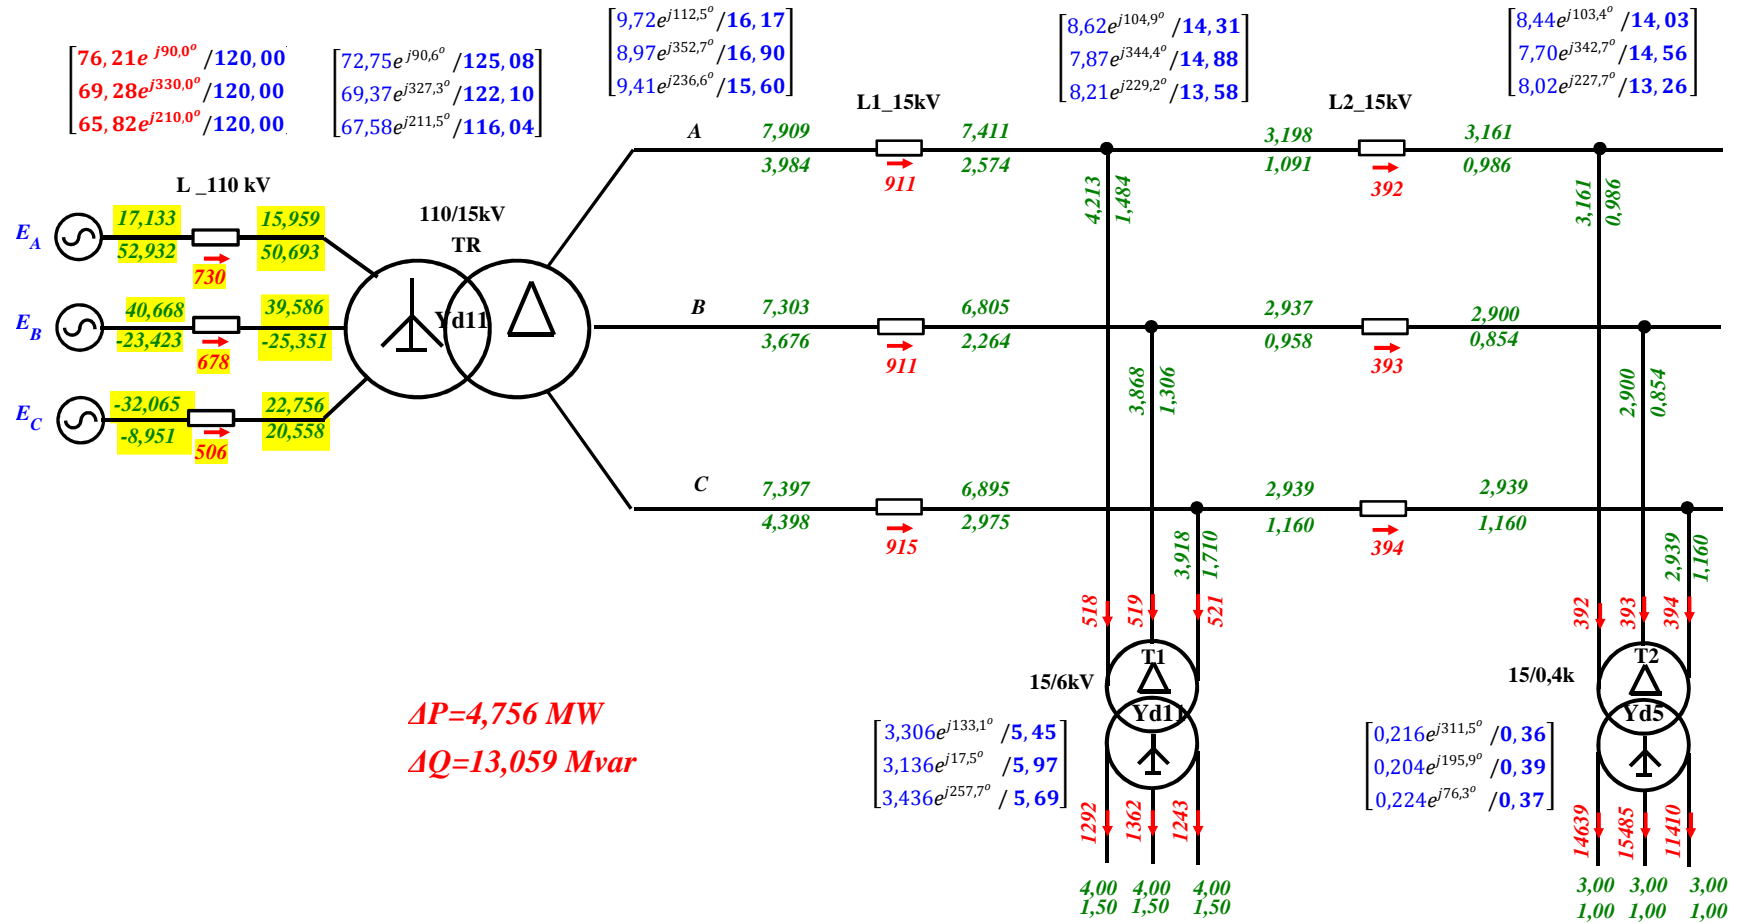 76,21e^j90,0° /120,00
69,28e^j330,0° /120,00
65,82e^j210,0° /120,00
72,75e^j90,6° /125,08
69,37e^j327,3° /122,10
67,58e^j211,5° /116,04
9,72e^j112,5° /16,17
8,97e^j352,7° /16,90
9,41e^j236,6° /15,60
8,62e^j104,9° /14,31
7,87e^j344,4° /14,88
8,21e^j229,2° /13,58
8,44e^j103,4° /14,03
7,70e^j342,7° /14,56
8,02e^j227,7° /13,26
L1_15kV
L2_15kV
A
7,909
3,984
911
7,411
2,574
3,198
1,091
392
3,161
0,986
L _110 kV
110/15kV
TR
Yd11
E_A
17,133
52,932
730
15,959
50,693
E_B
40,668
-23,423
678
39,586
-25,351
E_C
-32,065
-8,951
506
22,756
20,558
B
7,303
3,676
911
6,805
2,264
2,937
0,958
393
2,900
0,854
C
7,397
4,398
915
6,895
2,975
2,939
1,160
394
2,939
1,160
4,213
1,484
3,868
1,306
3,918
1,710
3,161
0,986
2,900
0,854
2,939
1,160
518
519
521
392
393
394
T1
15/6kV
Yd11
T2
15/0,4k
Yd5
ΔP=4,756 MW
ΔQ=13,059 Mvar
3,306e^j133,1° /5,45
3,136e^j17,5° /5,97
3,436e^j257,7° /5,69
0,216e^j311,5° /0,36
0,204e^j195,9° /0,39
0,224e^j76,3° /0,37
1292
1362
1243
14639
15485
11410
4,00 4,00 4,00
1,50 1,50 1,50
3,00 3,00 3,00
1,00 1,00 1,00